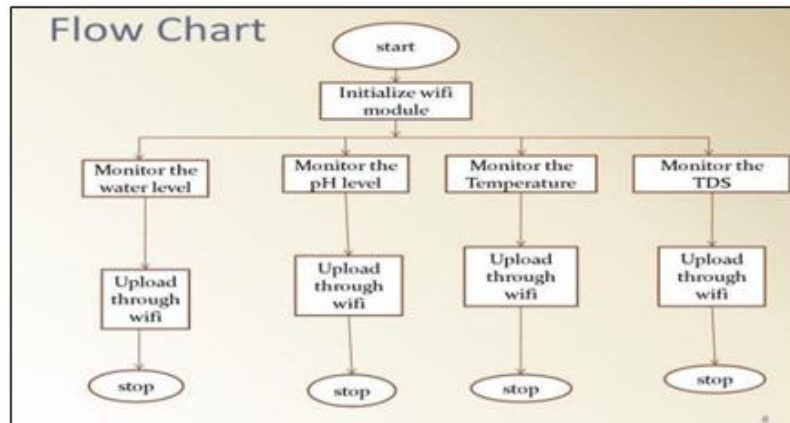 Flow Chart
start
Initialize wifi
module
Monitor the
water level
Monitor the
pH level
Monitor the
Temperature
Monitor the
TDS
Upload
through
wifi
Upload
through
wifi
Upload
through
wifi
Upload
through
wifi
stop
stop
stop
stop